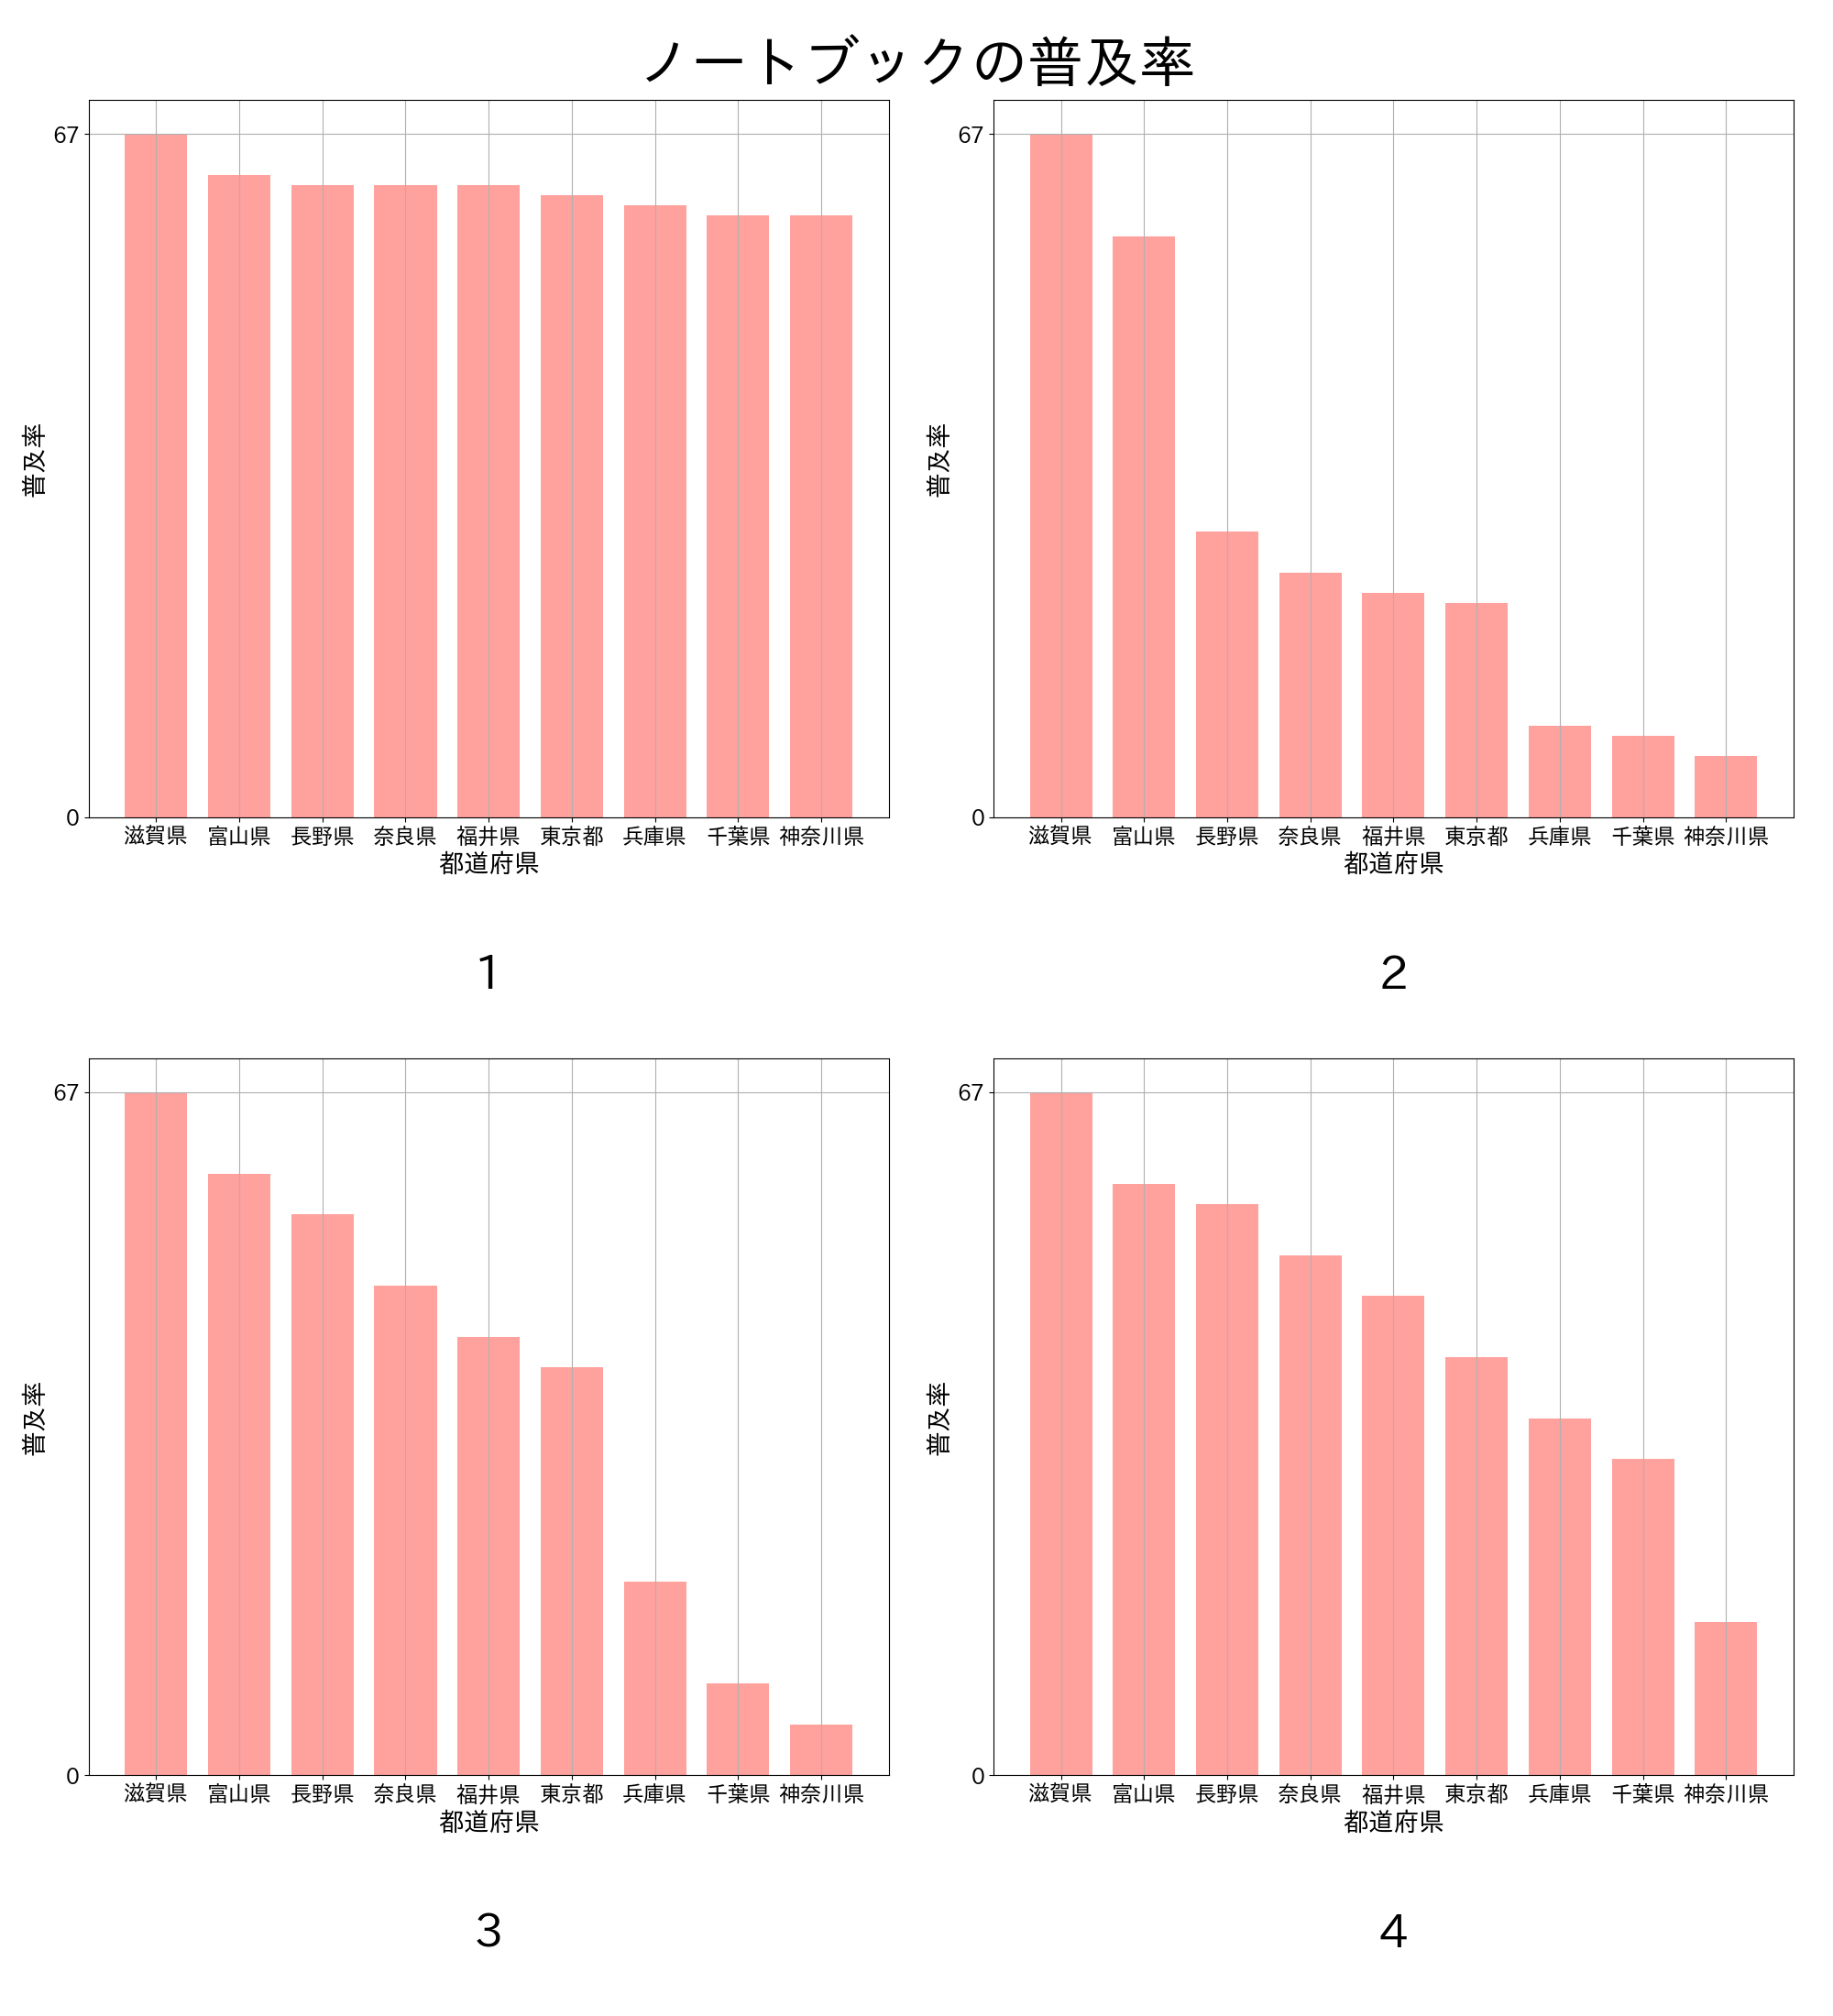 ノートブックの普及率
67
0
普及率
滋賀県 富山県 長野県 奈良県 福井県 東京都 兵庫県 千葉県 神奈川県
都道府県
1
67
0
普及率
滋賀県 富山県 長野県 奈良県 福井県 東京都 兵庫県 千葉県 神奈川県
都道府県
2
67
0
普及率
滋賀県 富山県 長野県 奈良県 福井県 東京都 兵庫県 千葉県 神奈川県
都道府県
3
67
0
普及率
滋賀県 富山県 長野県 奈良県 福井県 東京都 兵庫県 千葉県 神奈川県
都道府県
4